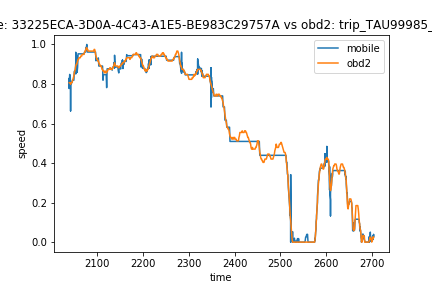 e: 33225ECA-3D0A-4C43-A1E5-BE983C29757A vs obd2: trip_TAU99985_
mobile
obd2
speed
1.0
0.8
0.6
0.4
0.2
0.0
2100 2200 2300 2400 2500 2600 2700
time